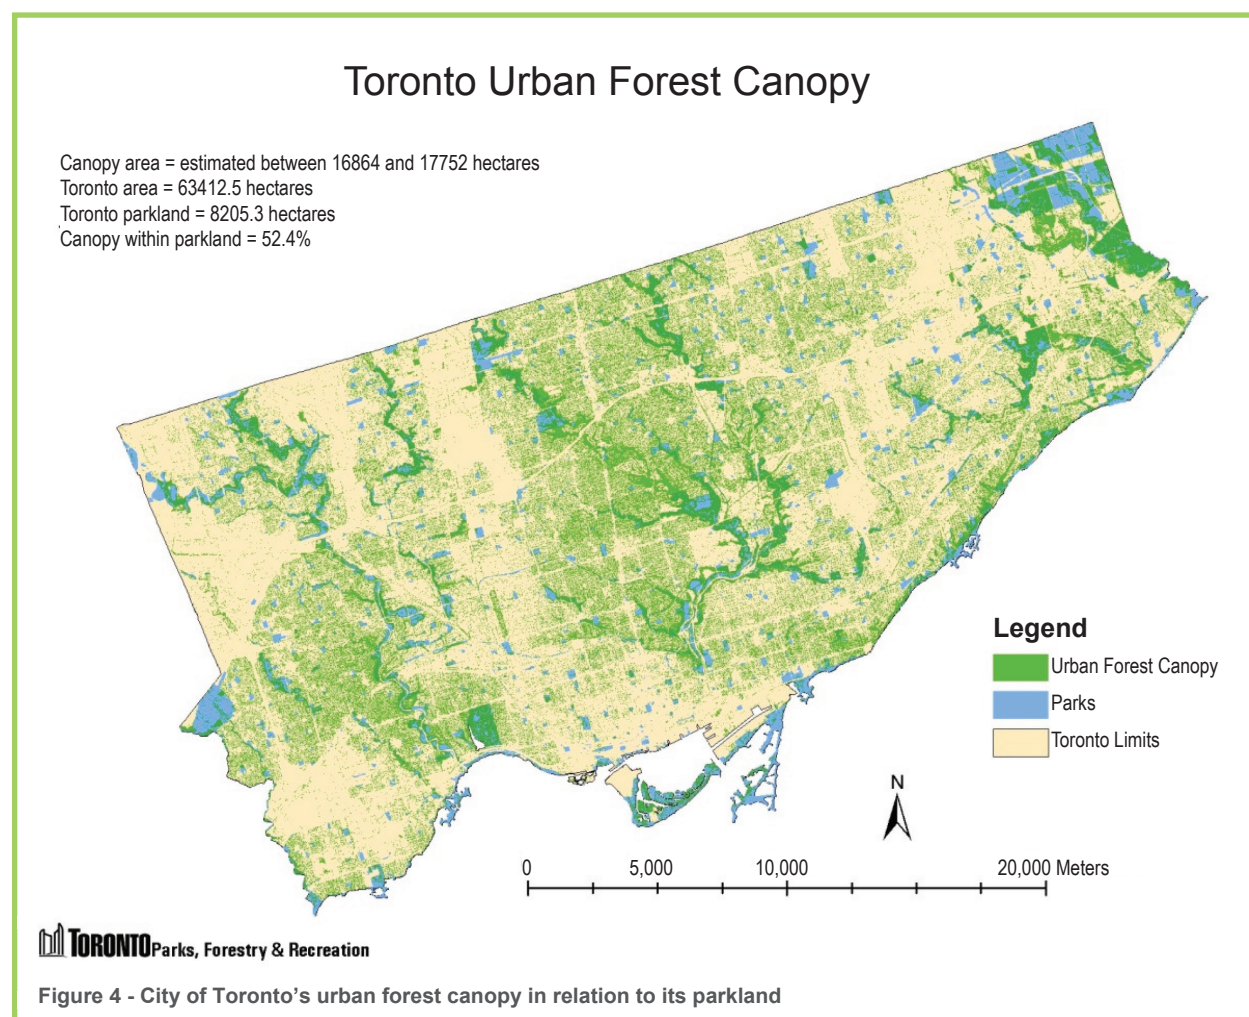 Toronto Urban Forest Canopy
Canopy area = estimated between 16864 and 17752 hectares
Toronto area = 63412.5 hectares
Toronto parkland = 8205.3 hectares
Canopy within parkland = 52.4%
Legend
Urban Forest Canopy
Parks
Toronto Limits
N
0 5,000 10,000 20,000 Meters
TORONTO Parks, Forestry & Recreation
Figure 4 - City of Toronto's urban forest canopy in relation to its parkland